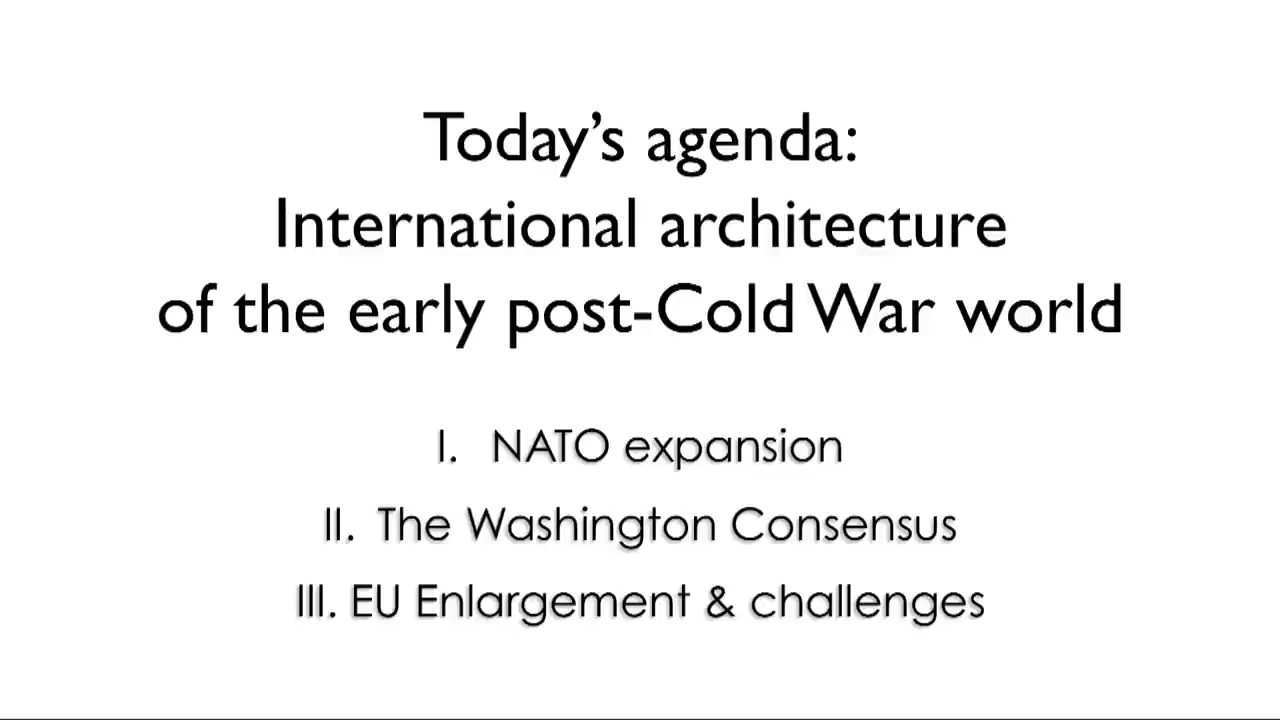 Today’s agenda:
International architecture
of the early post-Cold War world
I. NATO expansion
II. The Washington Consensus
III. EU Enlargement & challenges